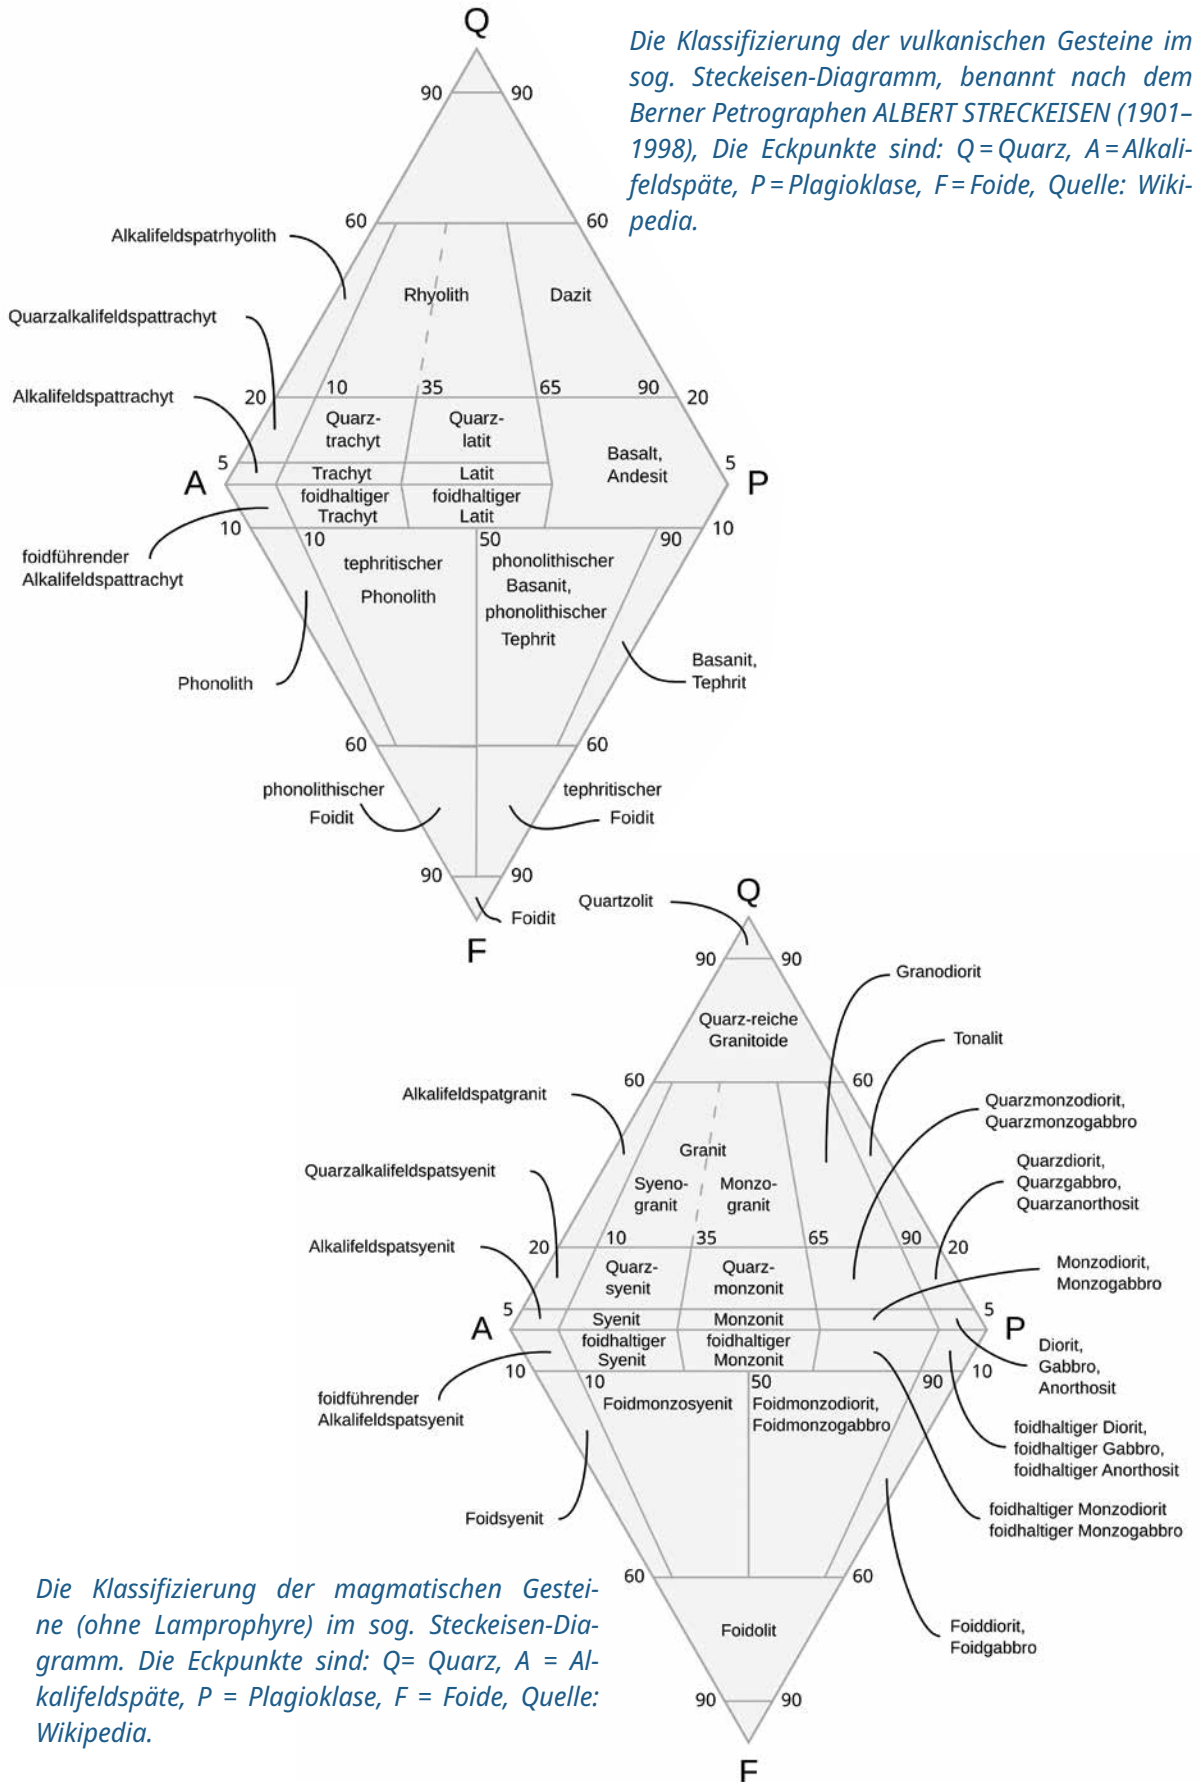 Q
Die Klassifizierung der vulkanischen Gesteine im
sog. Steckeisen-Diagramm, benannt nach dem
Berner Petrographen ALBERT STRECKEISEN (1901–
1998), Die Eckpunkte sind: Q = Quarz, A = Alkali-
feldspäte, P = Plagioklase, F = Foide, Quelle: Wiki-
pedia.
90 90
60 60
Alkalifeldspatrhyolith
Rhyolith Dazit
Quarzalkalifeldspattrachyt
Alkalifeldspattrachyt
20 10 35 65 90 20
Quarz-
trachyt
Quarz-
latit
Basalt,
Andesit
5 5
Trachyt Latit
A P
foidhaltiger
Trachyt
foidhaltiger
Latit
10 10
foidführender
Alkalifeldspattrachyt
10 50 90
tephritischer
Phonolith
phonolithischer
Basanit,
phonolithischer
Tephrit
Phonolith
Basanit,
Tephrit
60 60
phonolithischer
Foidit
tephritischer
Foidit
90 90
Foidit
F
Q
Quartzolit
90 90
Granodiorit
Quarz-reiche
Granitoide
Tonalit
60 60
Alkalifeldspatgranit
Quarzmonzodiorit,
Quarzmonzogabbro
Granit
Quarzalkalifeldspatsyenit
Syeno-
granit
Monzo-
granit
Quarzdiorit,
Quarzgabbro,
Quarzanorthosit
Alkalifeldspatsyenit
20 10 35 65 90 20
Quarz-
syenit
Quarz-
monzonit
Monzodiorit,
Monzogabbro
5 5
Syenit Monzonit
A P
foidhaltiger
Syenit
foidhaltiger
Monzonit
Diorit,
Gabbro,
Anorthosit
10 10
10 50 90
foidführender
Alkalifeldspatsyenit
Foidmonzosyenit
Foidmonzodiorit,
Foidmonzogabbro
foidhaltiger Diorit,
foidhaltiger Gabbro,
foidhaltiger Anorthosit
Foidsyenit
foidhaltiger Monzodiorit
foidhaltiger Monzogabbro
60 60
Foidolit
Foiddiorit,
Foidgabbro
90 90
F
Die Klassifizierung der magmatischen Gestei-
ne (ohne Lamprophyre) im sog. Steckeisen-Dia-
gramm. Die Eckpunkte sind: Q= Quarz, A = Al-
kalifeldspäte, P = Plagioklase, F = Foide, Quelle:
Wikipedia.